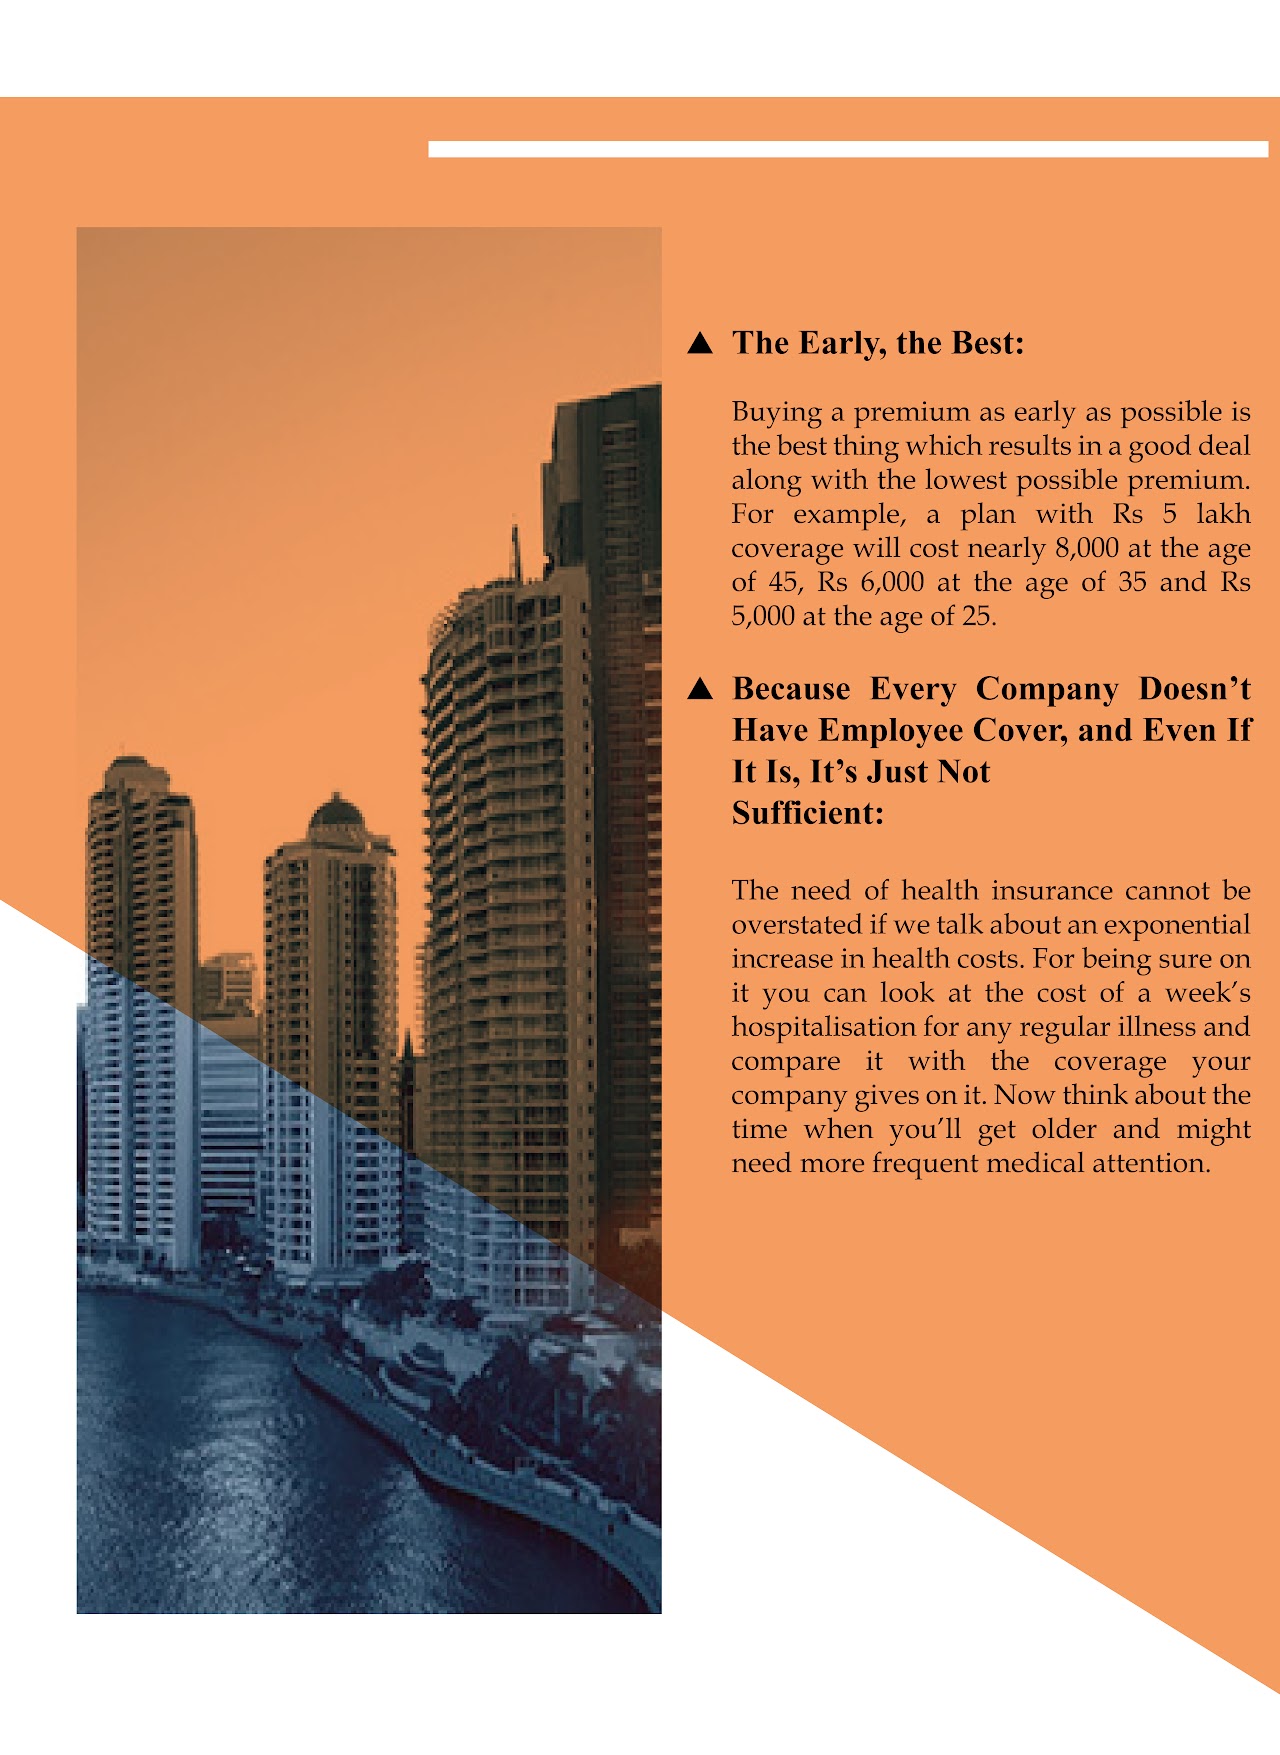 ▲ The Early, the Best:
Buying a premium as early as possible is
the best thing which results in a good deal
along with the lowest possible premium.
For example, a plan with Rs 5 lakh
coverage will cost nearly 8,000 at the age
of 45, Rs 6,000 at the age of 35 and Rs
5,000 at the age of 25.
▲ Because Every Company Doesn’t
Have Employee Cover, and Even If
It Is, It’s Just Not
Sufficient:
The need of health insurance cannot be
overstated if we talk about an exponential
increase in health costs. For being sure on
it you can look at the cost of a week’s
hospitalisation for any regular illness and
compare it with the coverage your
company gives on it. Now think about the
time when you’ll get older and might
need more frequent medical attention.